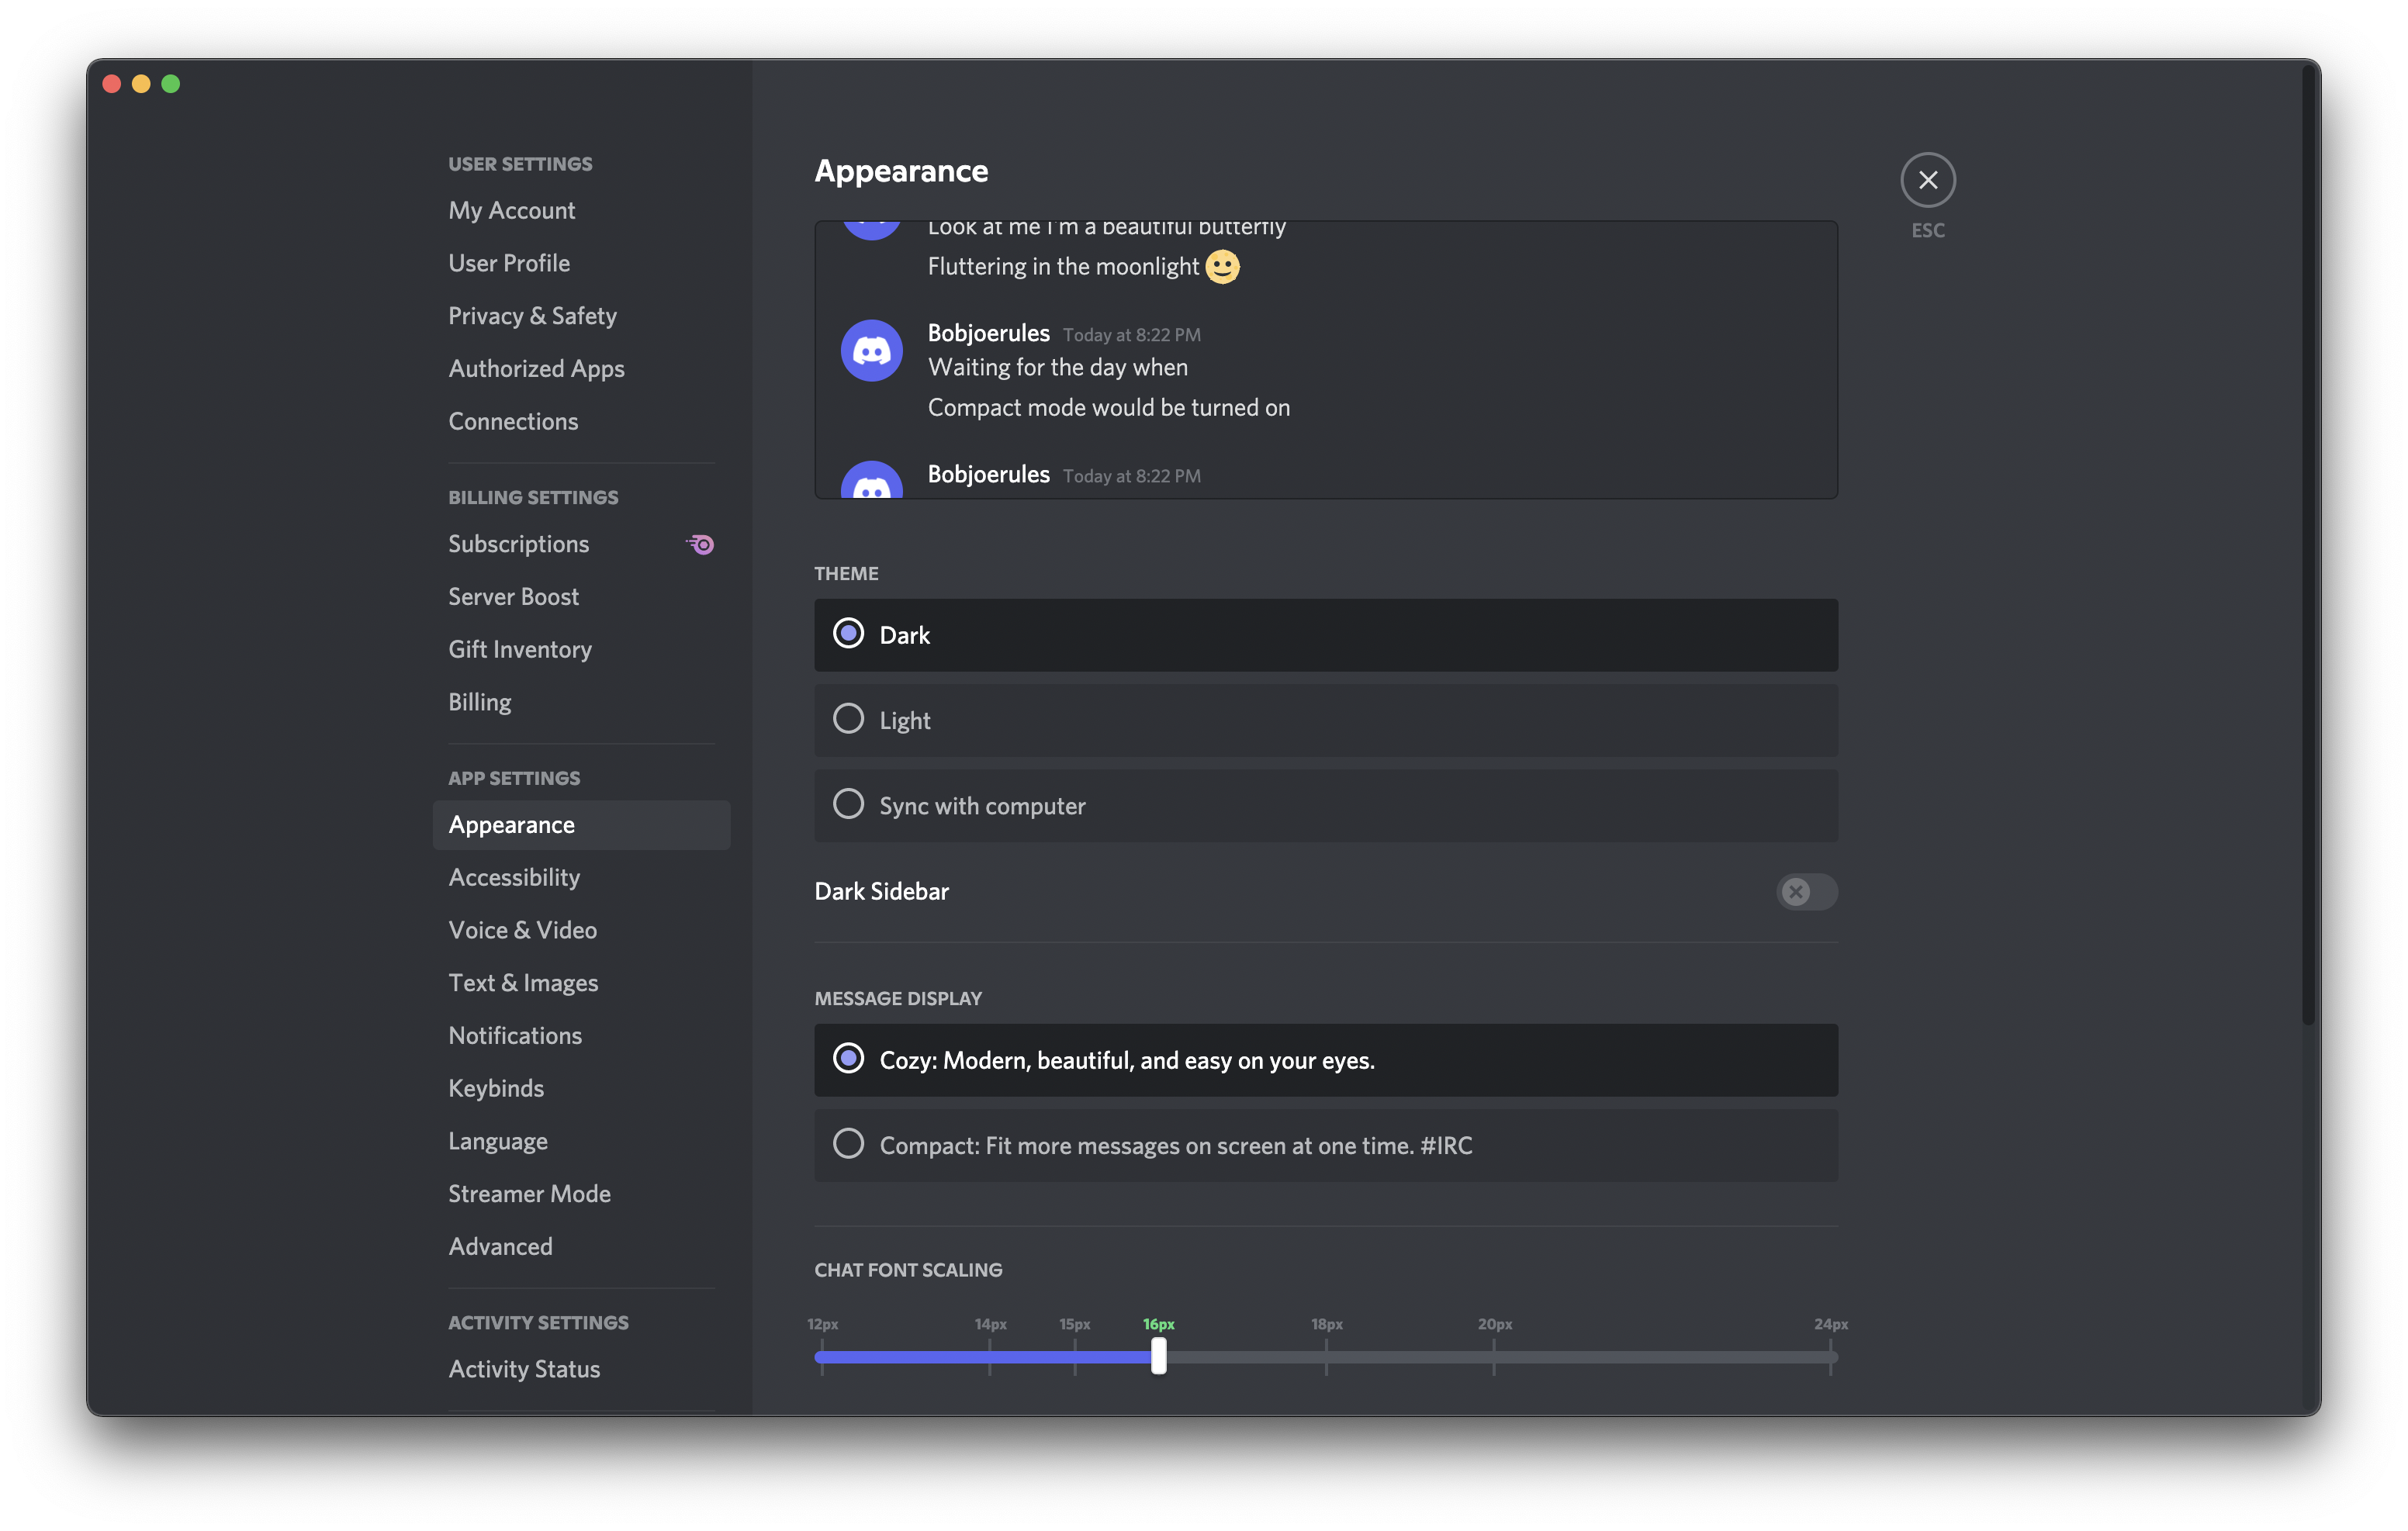 USER SETTINGS
My Account
User Profile
Privacy & Safety
Authorized Apps
Connections
BILLING SETTINGS
Subscriptions
Server Boost
Gift Inventory
Billing
APP SETTINGS
Appearance
Accessibility
Voice & Video
Text & Images
Notifications
Keybinds
Language
Streamer Mode
Advanced
ACTIVITY SETTINGS
Activity Status
Appearance
ESC
Look at me I'm a beautiful butterfly
Fluttering in the moonlight
Bobjoerules Today at 8:22 PM
Waiting for the day when
Compact mode would be turned on
Bobjoerules Today at 8:22 PM
THEME
Dark
Light
Sync with computer
Dark Sidebar
MESSAGE DISPLAY
Cozy: Modern, beautiful, and easy on your eyes.
Compact: Fit more messages on screen at one time. #IRC
CHAT FONT SCALING
12px 14px 15px 16px 18px 20px 24px